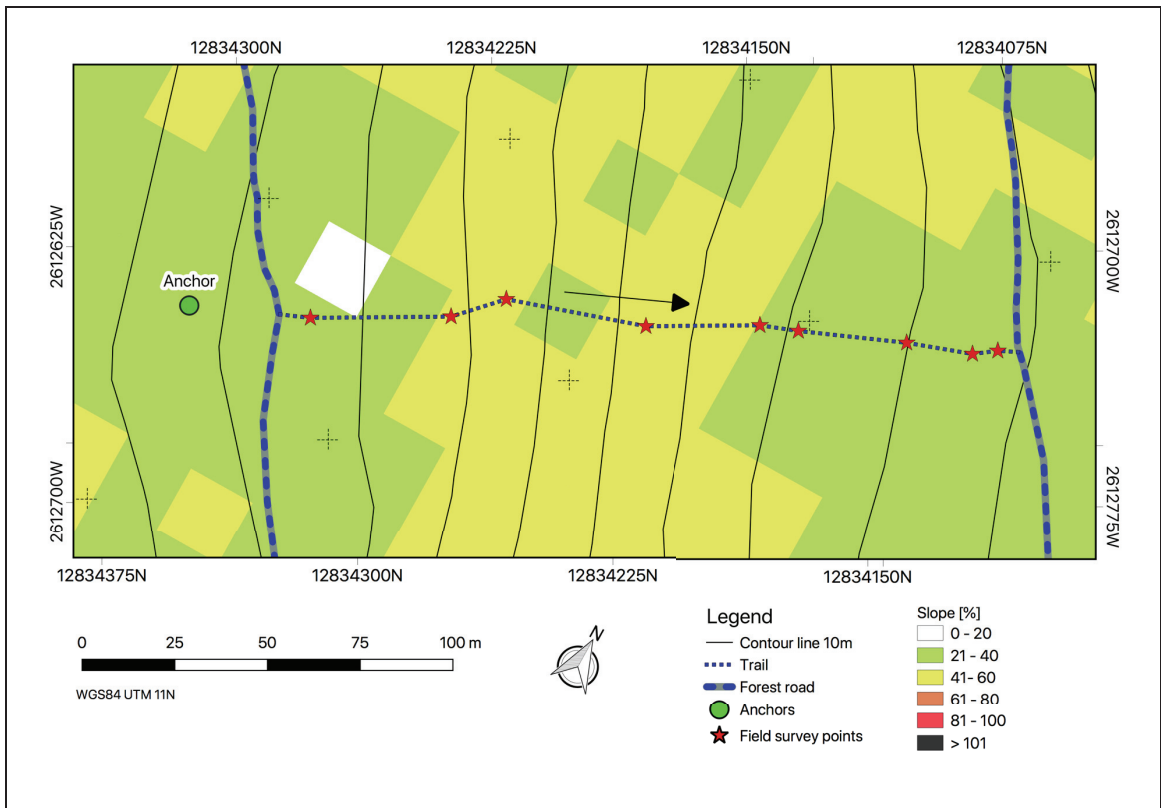 12834300N 12834225N 12834150N 12834075N
2612625W
2612700W
Anchor
2612700W
2612775W
12834375N 12834300N 12834225N 12834150N
0 25 50 75 100 m
WGS84 UTM 11N
N
Legend
Contour line 10m
Trail
Forest road
Anchors
Field survey points
Slope [%]
0 - 20
21 - 40
41- 60
61 - 80
81 - 100
> 101